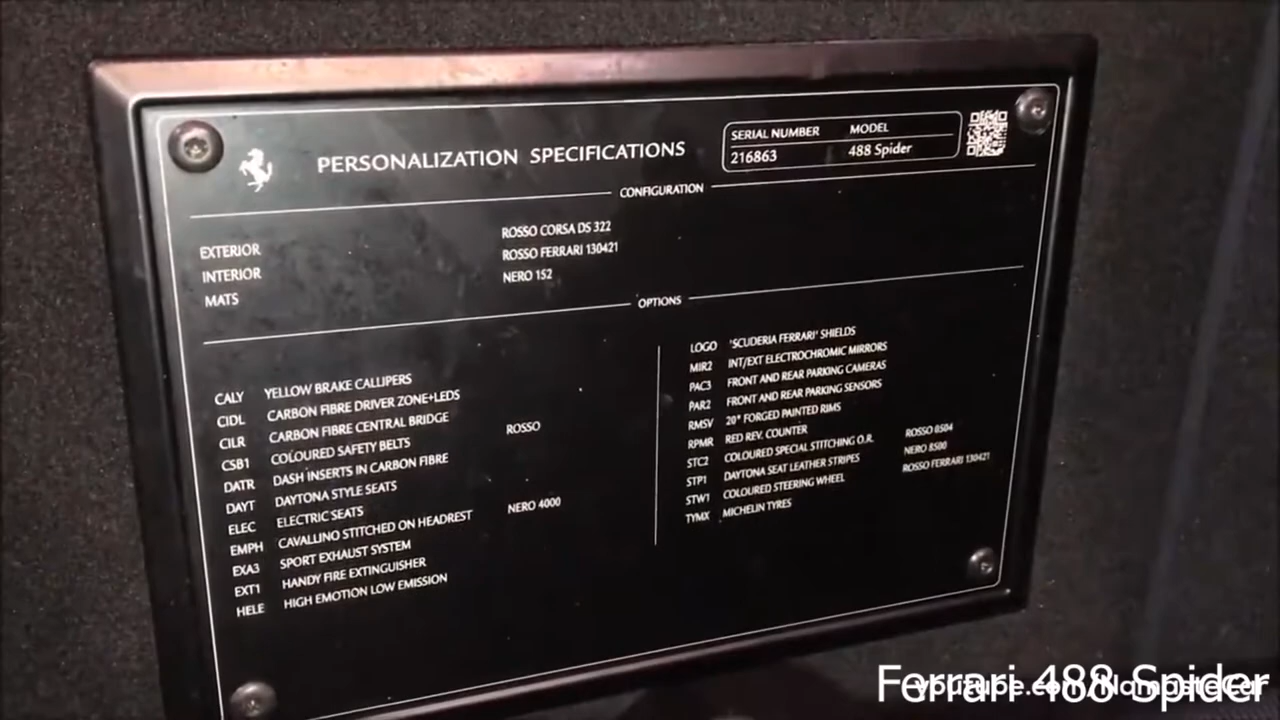 PERSONALIZATION SPECIFICATIONS
SERIAL NUMBER MODEL
216863 488 Spider
CONFIGURATION
EXTERIOR ROSSO CORSA DS 322
INTERIOR ROSSO FERRARI 130421
MATS NERO 152
OPTIONS
CALY YELLOW BRAKE CALLIPERS
CIDL CARBON FIBRE DRIVER ZONE+LEDS
CILR CARBON FIBRE CENTRAL BRIDGE
CSB1 COLOURED SAFETY BELTS ROSSO
DATR DASH INSERTS IN CARBON FIBRE
DAYT DAYTONA STYLE SEATS
ELEC ELECTRIC SEATS
EMPH CAVALLINO STITCHED ON HEADREST NERO 4000
EXA3 SPORT EXHAUST SYSTEM
EXT1 HANDY FIRE EXTINGUISHER
HELE HIGH EMOTION LOW EMISSION
LOGO 'SCUDERIA FERRARI' SHIELDS
MIR2 INT/EXT ELECTROCHROMIC MIRRORS
PAC3 FRONT AND REAR PARKING CAMERAS
PAR2 FRONT AND REAR PARKING SENSORS
RMSV 20" FORGED PAINTED RIMS
RPMR RED REV. COUNTER
STC2 COLOURED SPECIAL STITCHING O.R. ROSSO 8504
STP1 DAYTONA SEAT LEATHER STRIPES NERO 8500
STW1 COLOURED STEERING WHEEL ROSSO FERRARI 130421
TYMX MICHELIN TYRES
Ferrari 488 Spider